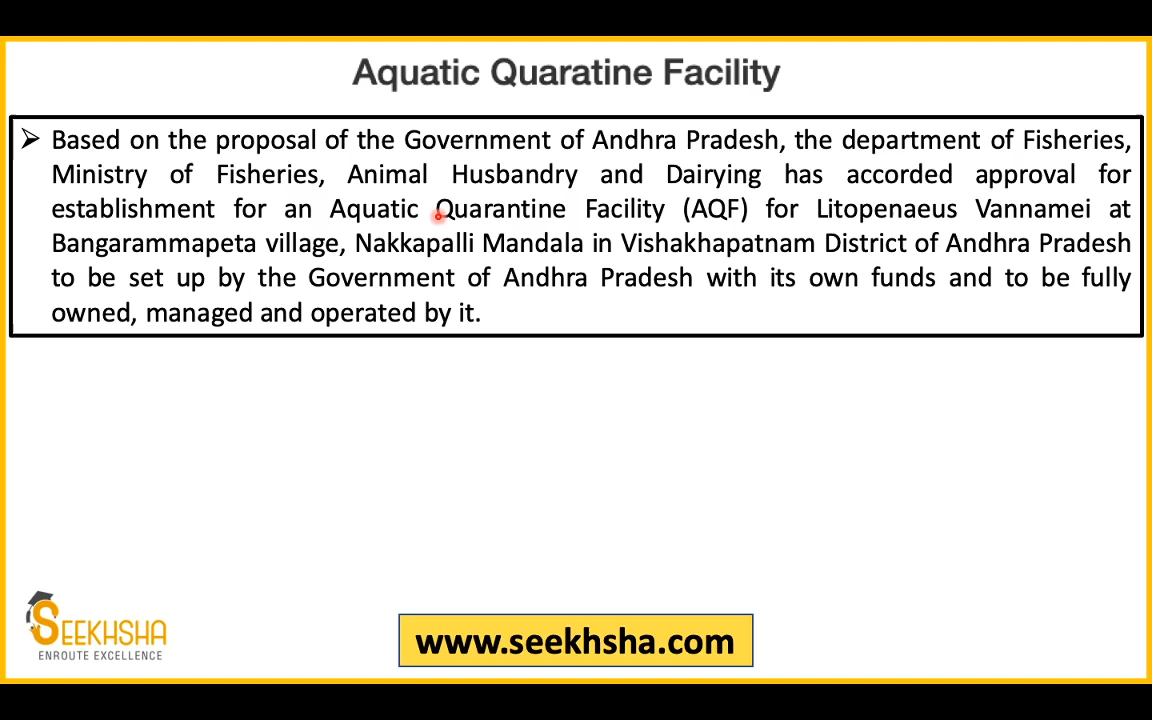 Aquatic Quaratine Facility
Based on the proposal of the Government of Andhra Pradesh, the department of Fisheries,
Ministry of Fisheries, Animal Husbandry and Dairying has accorded approval for
establishment for an Aquatic Quarantine Facility (AQF) for Litopenaeus Vannamei at
Bangarammapeta village, Nakkapalli Mandala in Vishakhapatnam District of Andhra Pradesh
to be set up by the Government of Andhra Pradesh with its own funds and to be fully
owned, managed and operated by it.
SEEKHSHA
ENROUTE EXCELLENCE
www.seekhsha.com